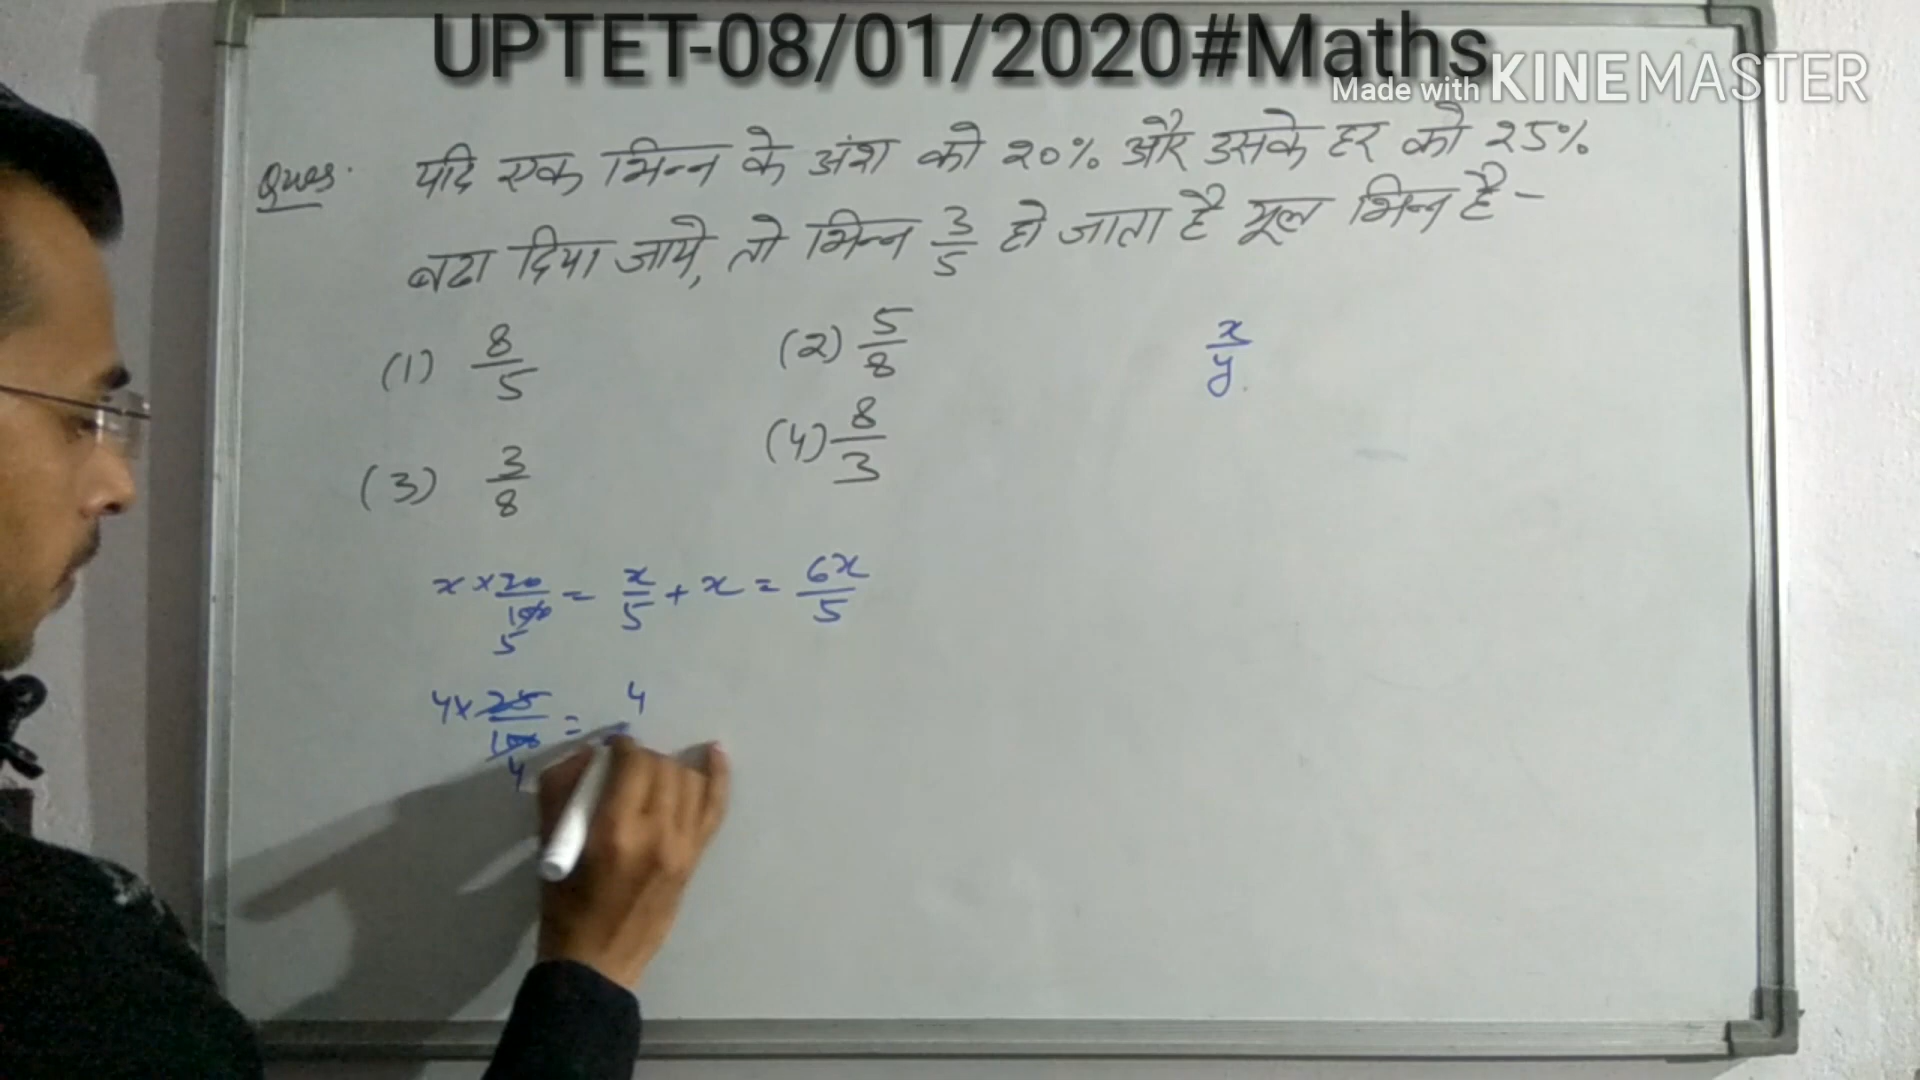 UPTET-08/01/2020#Maths
Made with KINEMASTER
Ques. यदि एक भिन्न के अंश को 20% और उसके हर को 25%
बढा दिया जाये, तो भिन्न 3/5 हो जाता है मूल भिन्न है -
(1) 8/5 (2) 5/8 x/y
(3) 3/8 (4) 8/3
x × 20/100 = x/5 + x = 6x/5
5
y × 25/100 = y
4